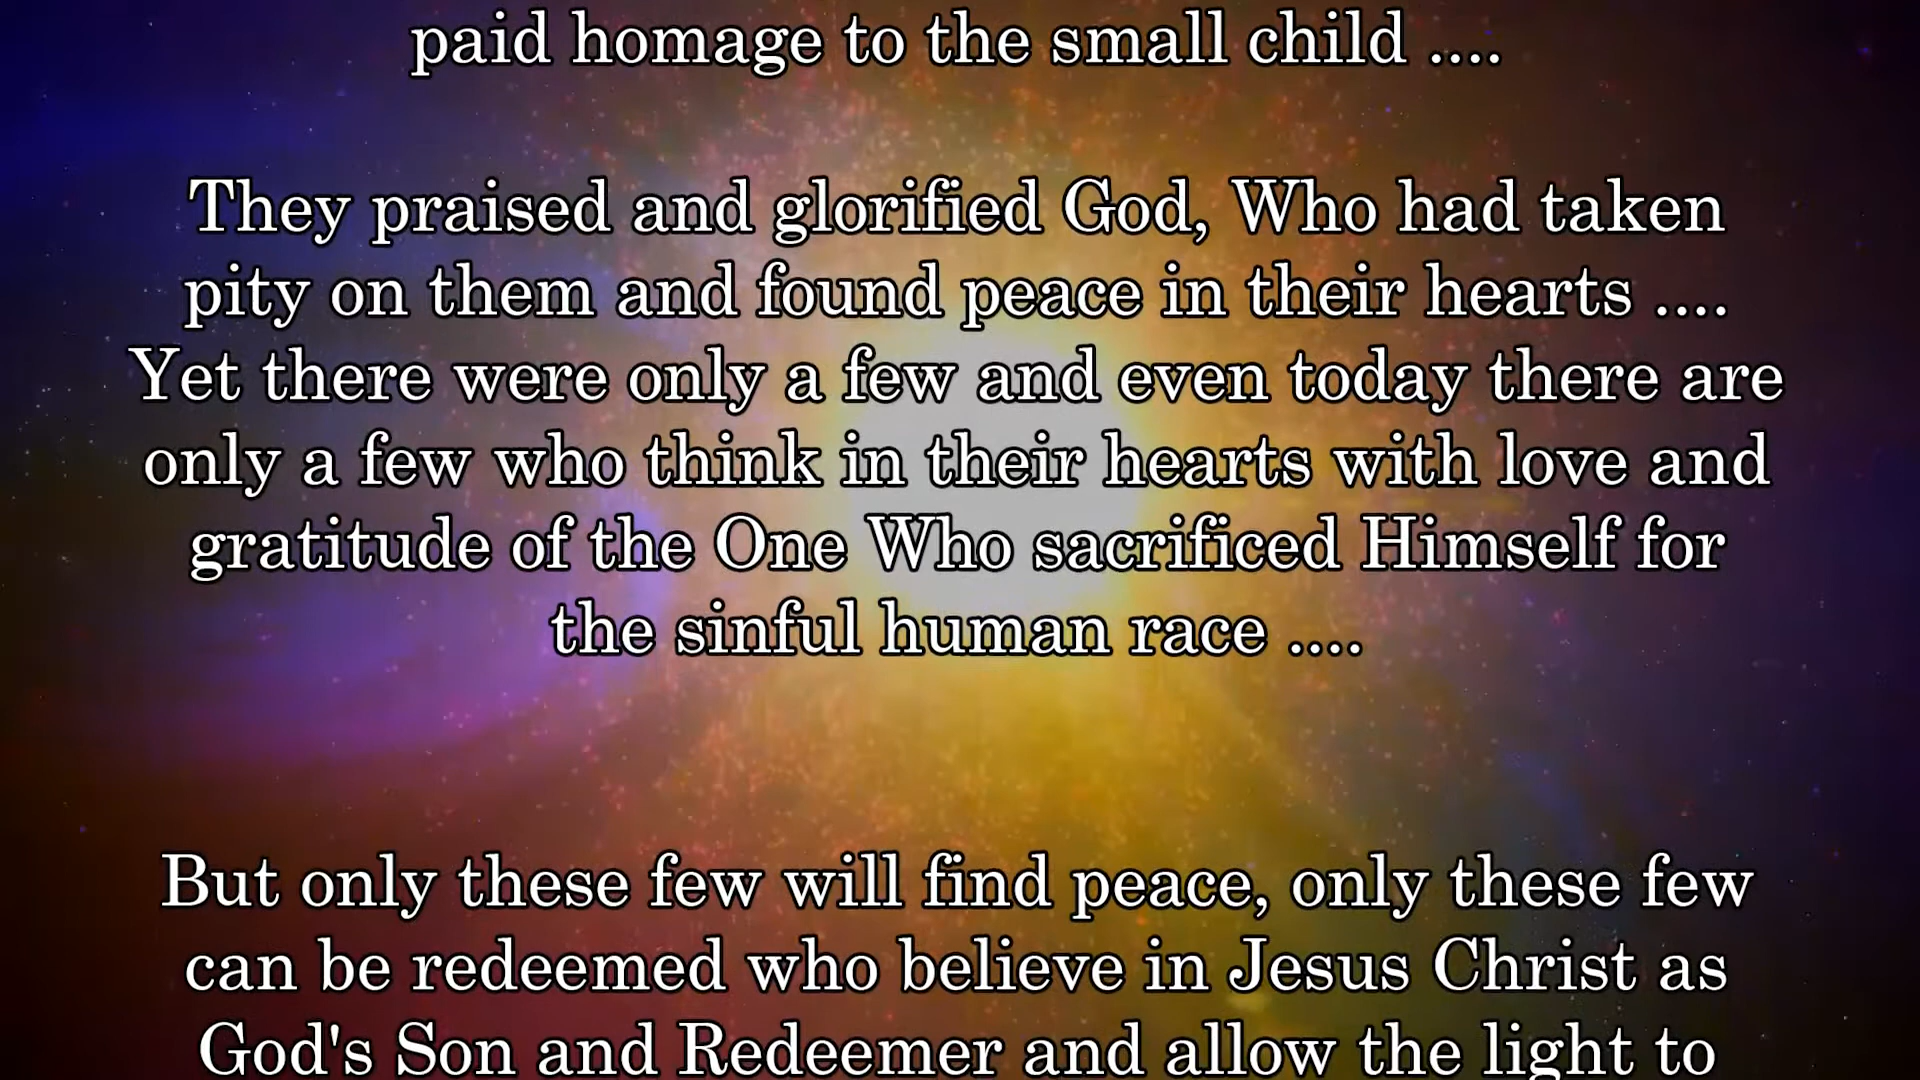 paid homage to the small child ....
They praised and glorified God, Who had taken
pity on them and found peace in their hearts ....
Yet there were only a few and even today there are
only a few who think in their hearts with love and
gratitude of the One Who sacrificed Himself for
the sinful human race ....
But only these few will find peace, only these few
can be redeemed who believe in Jesus Christ as
God's Son and Redeemer and allow the light to